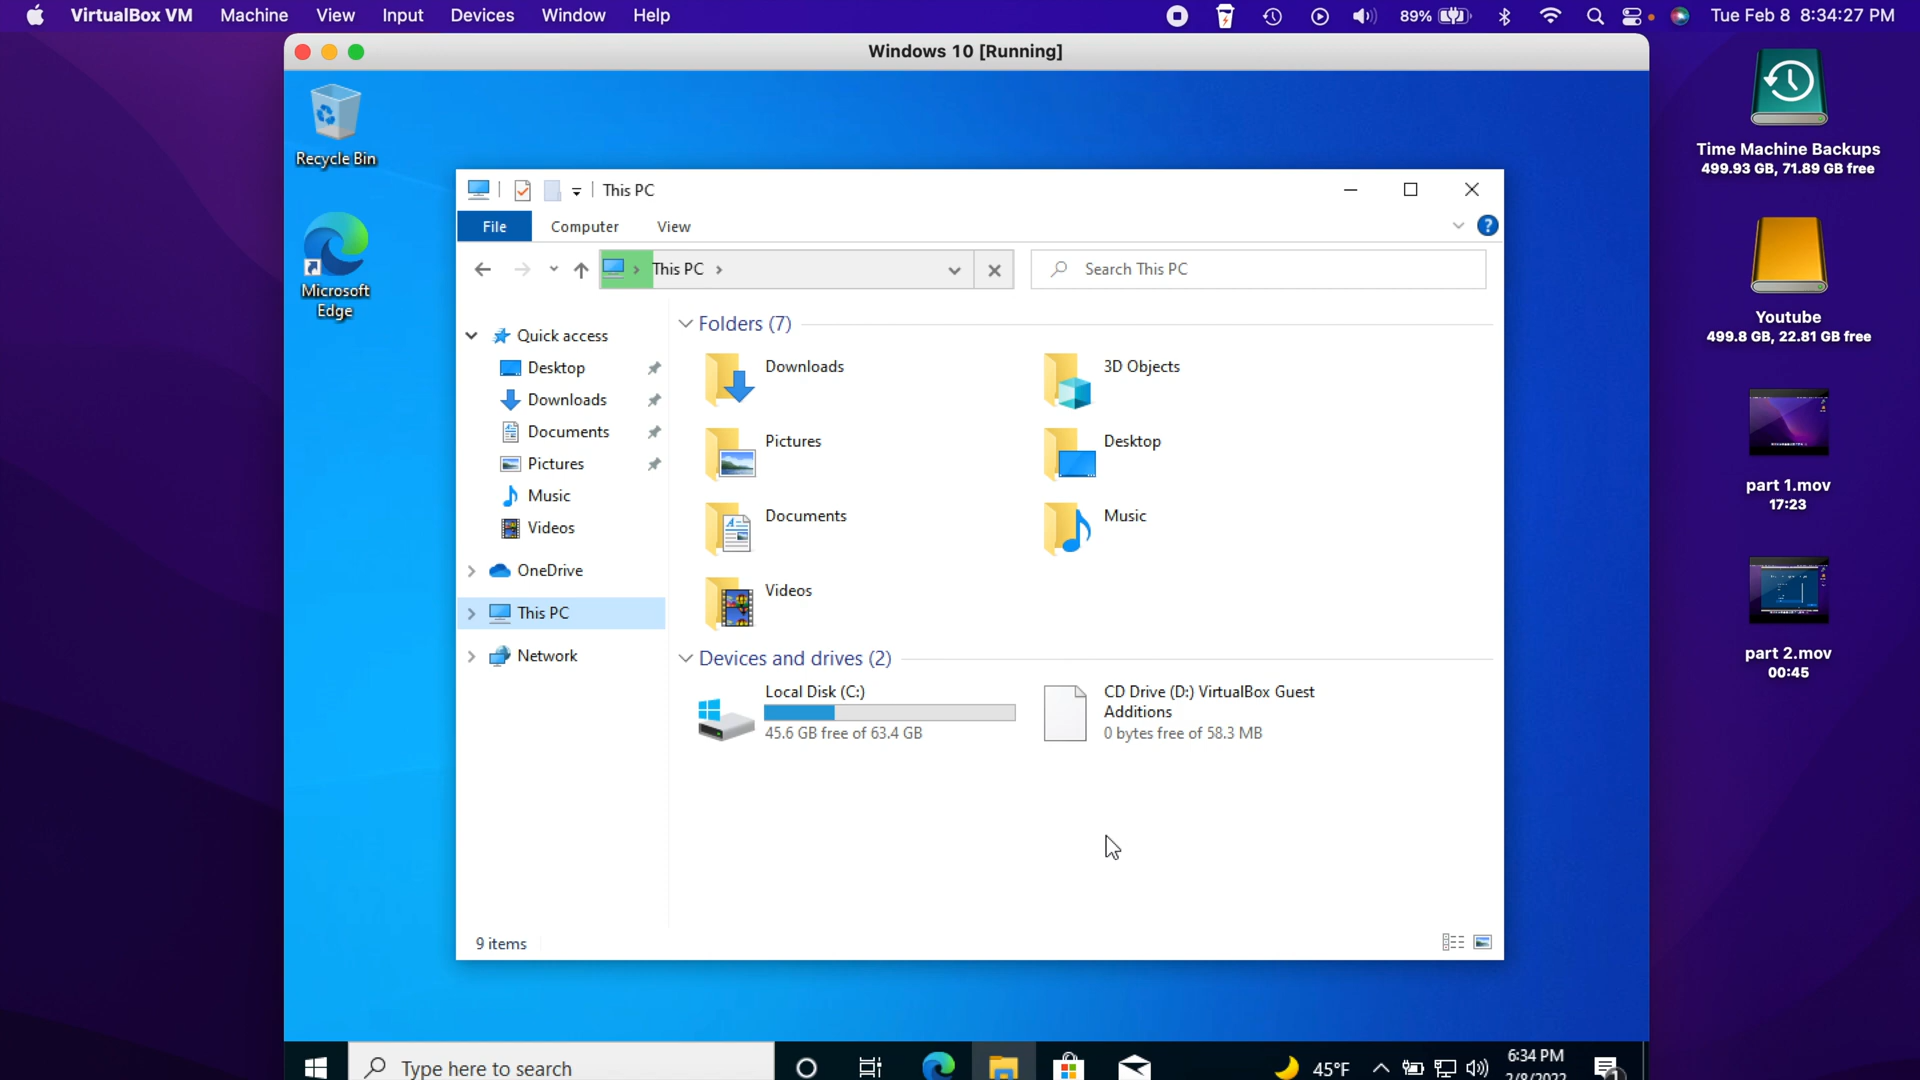 VirtualBox VM Machine View Input Devices Window Help 89% Tue Feb 8 8:34:27 PM
Windows 10 [Running]
Recycle Bin
Microsoft
Edge
This PC
File Computer View
This PC
Search This PC
Quick access
Desktop
Downloads
Documents
Pictures
Music
Videos
OneDrive
This PC
Network
Folders (7)
Downloads
3D Objects
Pictures
Desktop
Documents
Music
Videos
Devices and drives (2)
Local Disk (C:)
45.6 GB free of 63.4 GB
CD Drive (D:) VirtualBox Guest
Additions
0 bytes free of 58.3 MB
9 items
Type here to search
45°F
6:34 PM
2/8/2022
1
Time Machine Backups
499.93 GB, 71.89 GB free
Youtube
499.8 GB, 22.81 GB free
part 1.mov
17:23
part 2.mov
00:45